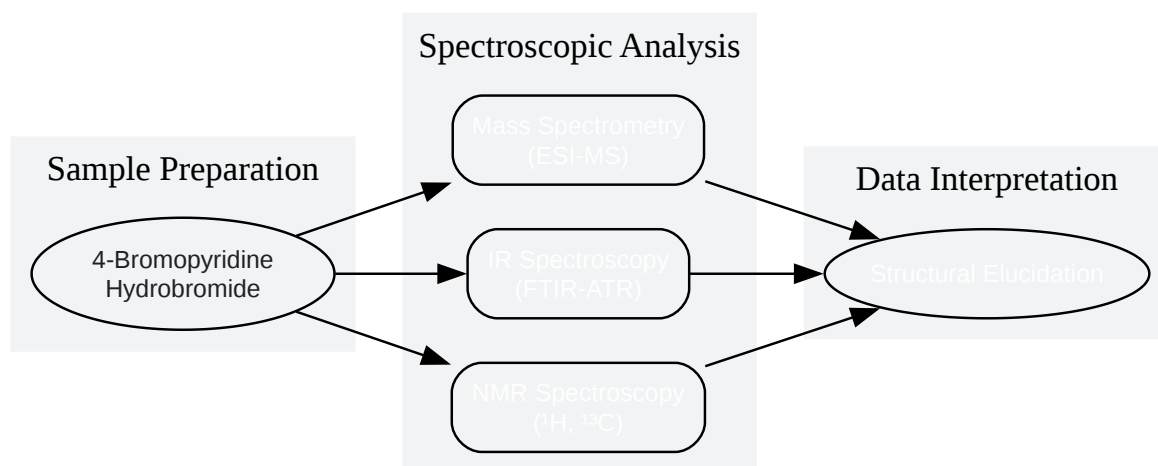 Sample Preparation
4-Bromopyridine
Hydrobromide
Spectroscopic Analysis
Mass Spectrometry
(ESI-MS)
IR Spectroscopy
(FTIR-ATR)
NMR Spectroscopy
(¹H, ¹³C)
Data Interpretation
Structural Elucidation